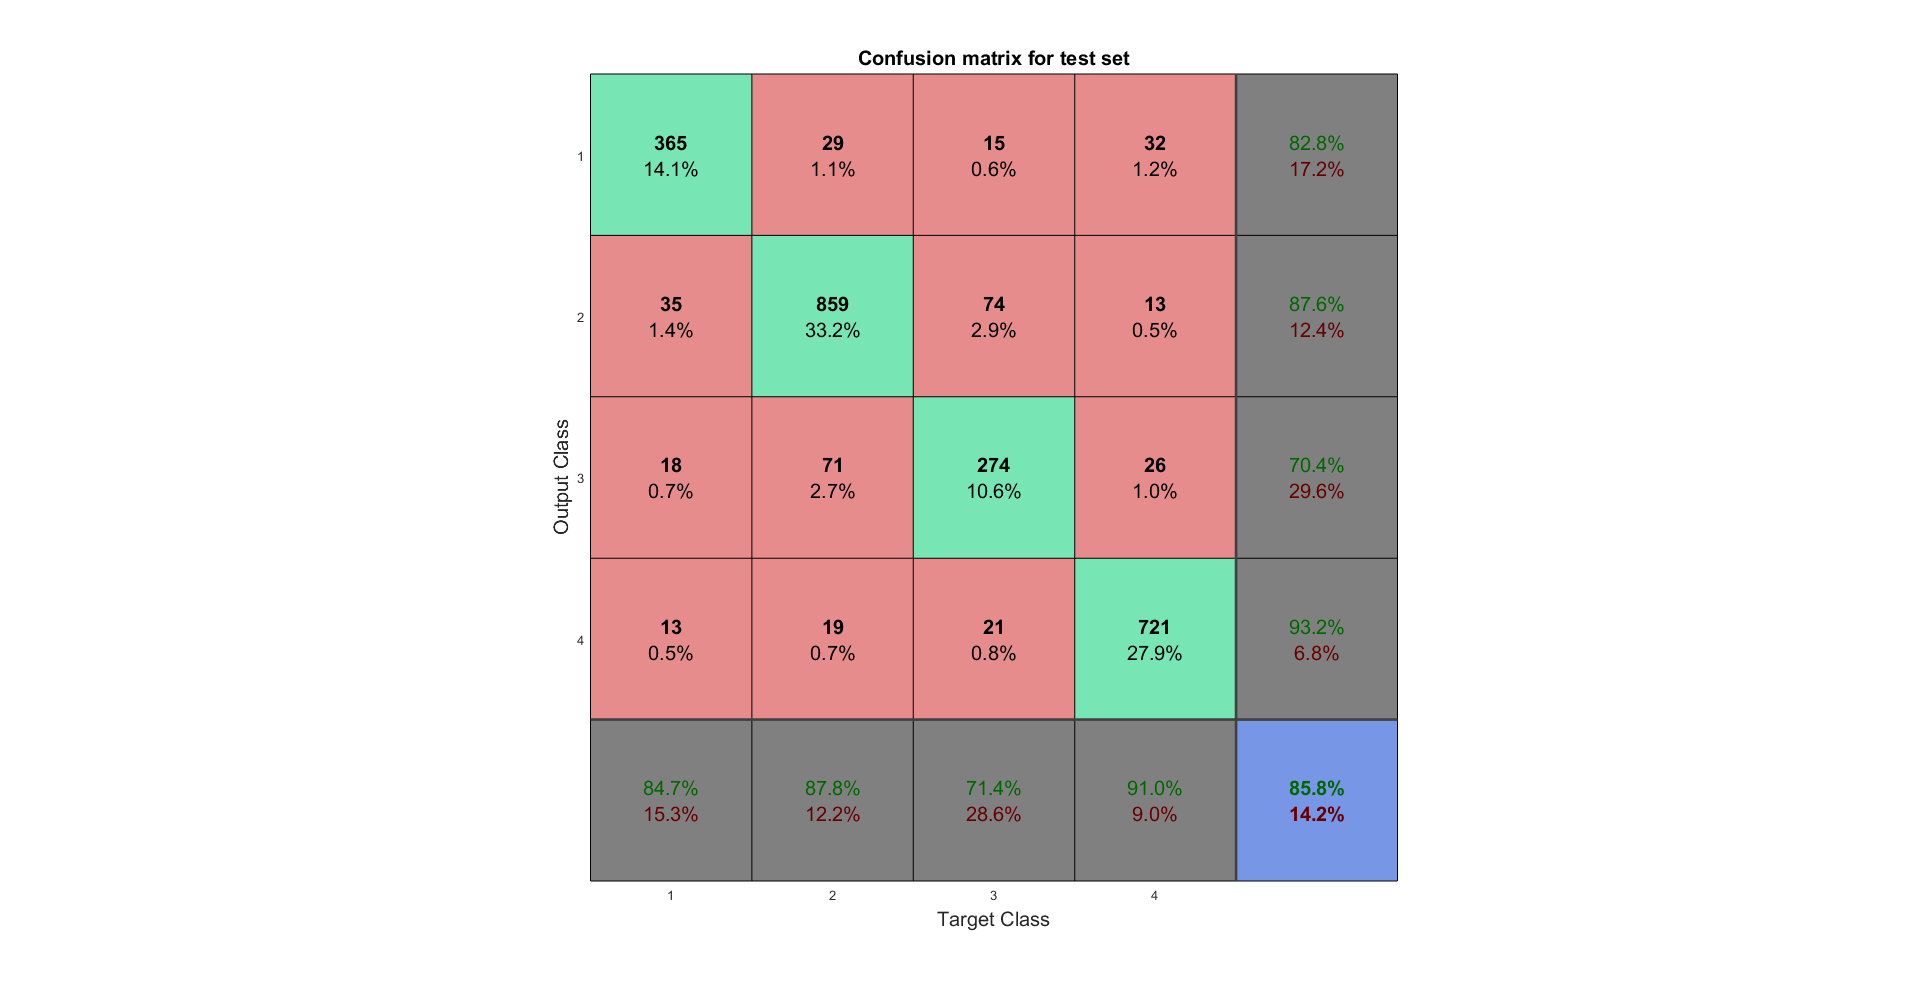 Confusion matrix for test set
365 29 15 32 82.8%
14.1% 1.1% 0.6% 1.2% 17.2%
1
35 859 74 13 87.6%
1.4% 33.2% 2.9% 0.5% 12.4%
2
18 71 274 26 70.4%
0.7% 2.7% 10.6% 1.0% 29.6%
3
Output Class
13 19 21 721 93.2%
0.5% 0.7% 0.8% 27.9% 6.8%
4
84.7% 87.8% 71.4% 91.0% 85.8%
15.3% 12.2% 28.6% 9.0% 14.2%
1 2 3 4
Target Class